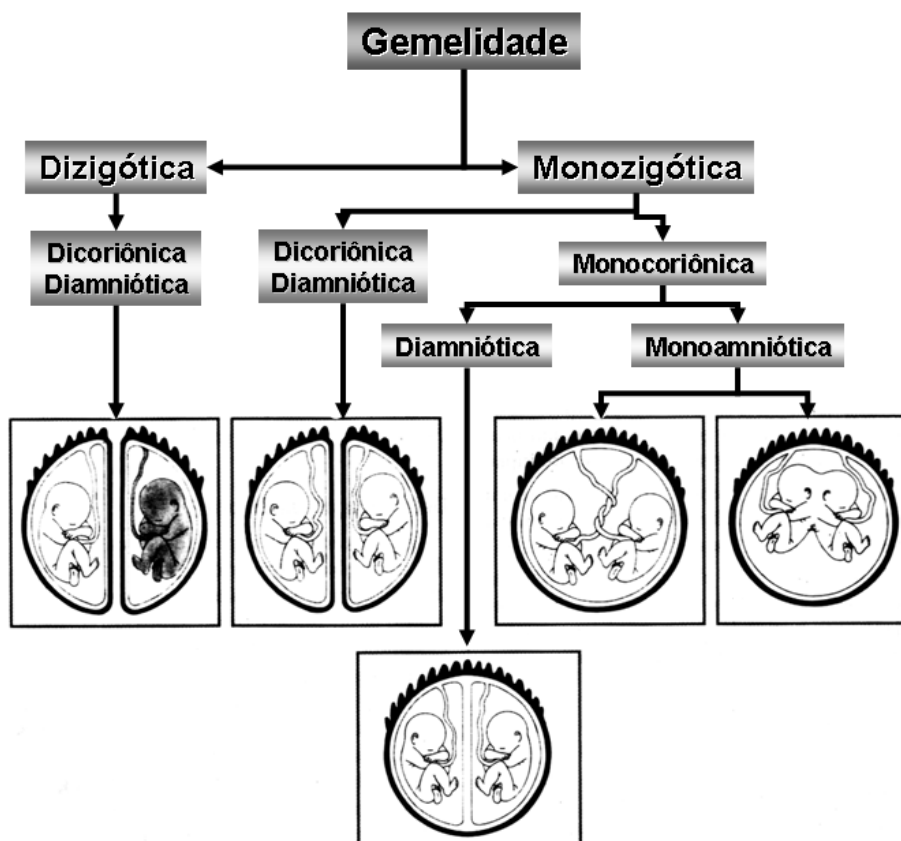 Gemelidade
Dizigótica
Monozigótica
Dicoriônica
Diamniótica
Dicoriônica
Diamniótica
Monocoriônica
Diamniótica
Monoamniótica